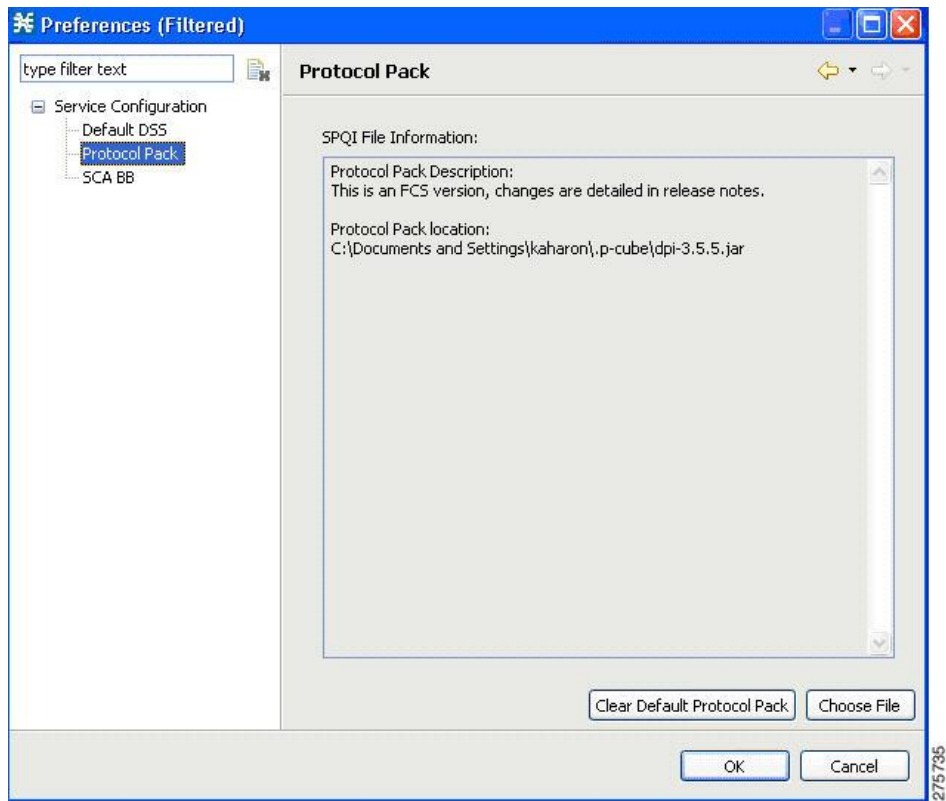 Preferences (Filtered)
type filter text
Service Configuration
Default DSS
Protocol Pack
SCA BB
Protocol Pack
SPQI File Information:
Protocol Pack Description:
This is an FCS version, changes are detailed in release notes.
Protocol Pack location:
C:\Documents and Settings\kaharon\.p-cube\dpi-3.5.5.jar
Clear Default Protocol Pack
Choose File
OK
Cancel
275735